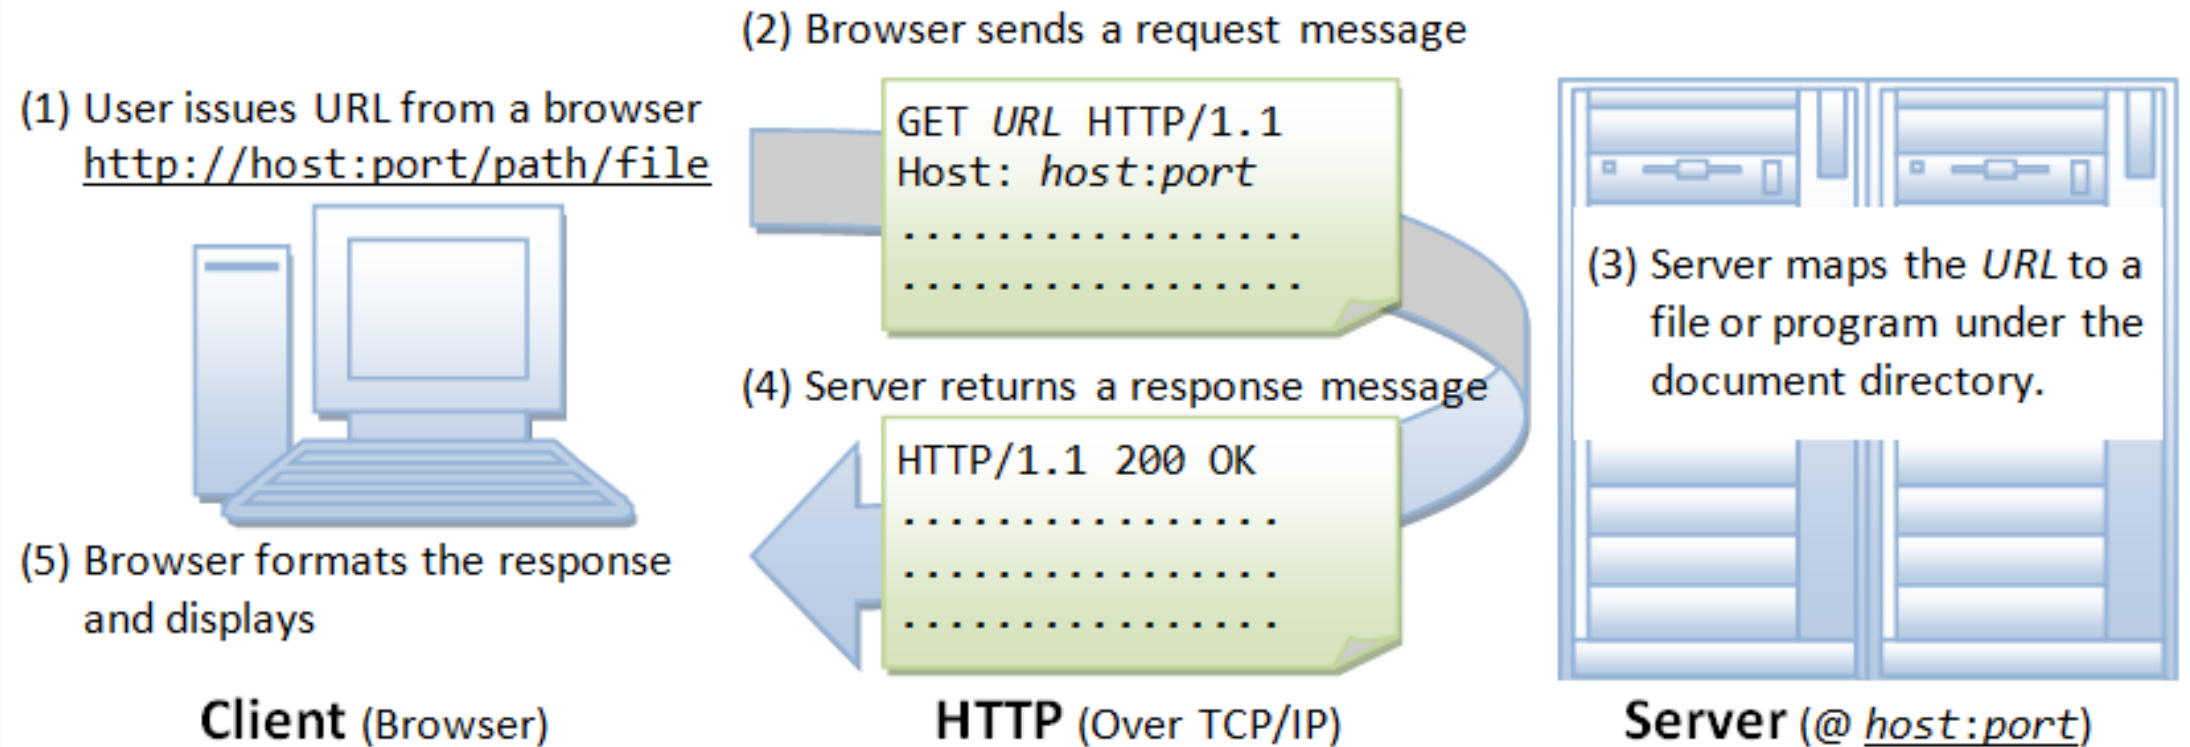 (1) User issues URL from a browser
http://host:port/path/file
(2) Browser sends a request message
GET URL HTTP/1.1
Host: host:port
..................
..................
(3) Server maps the URL to a
file or program under the
document directory.
(4) Server returns a response message
HTTP/1.1 200 OK
................
................
................
(5) Browser formats the response
and displays
Client (Browser)
HTTP (Over TCP/IP)
Server (@ host:port)